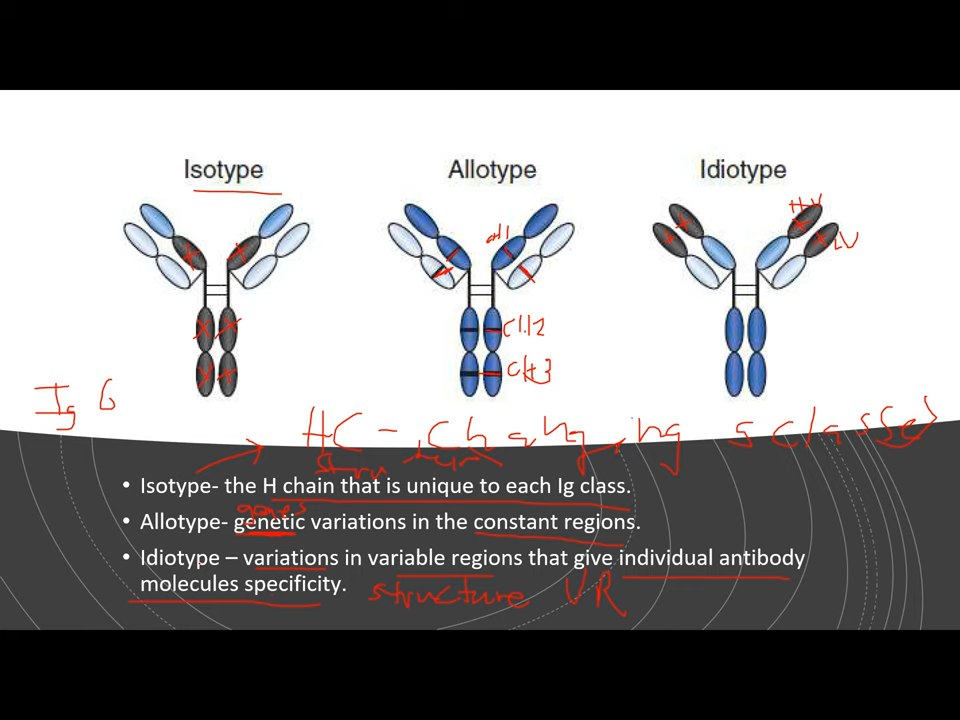 Isotype Allotype Idiotype
HV
LV
CH1
CH2
CH3
Ig G
HC - changing 5 classes
• Isotype- the H chain that is unique to each Ig class.
genes
• Allotype- genetic variations in the constant regions.
• Idiotype – variations in variable regions that give individual antibody
molecules specificity.
structure VR